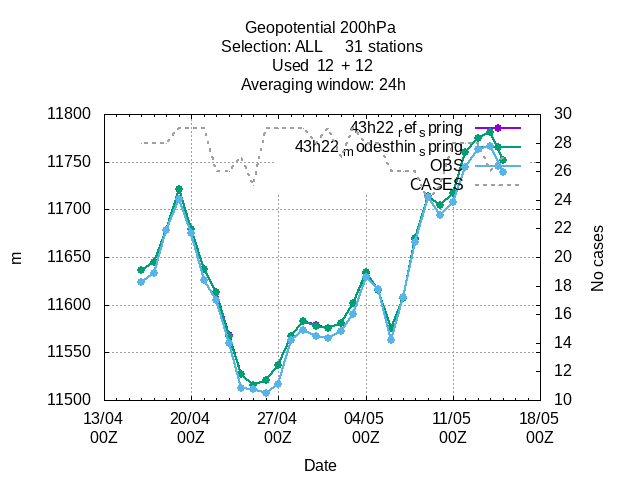 Geopotential 200hPa
Selection: ALL 31 stations
Used 12 + 12
Averaging window: 24h
11800 30
43h22 ref spring
28
43h22 modesthin spring
11750 OBS 26
CASES
24
11700
22
11650 20
18
11600
16
11550 14
12
11500 10
m
No cases
13/04 20/04 27/04 04/05 11/05 18/05
00Z 00Z 00Z 00Z 00Z 00Z
Date